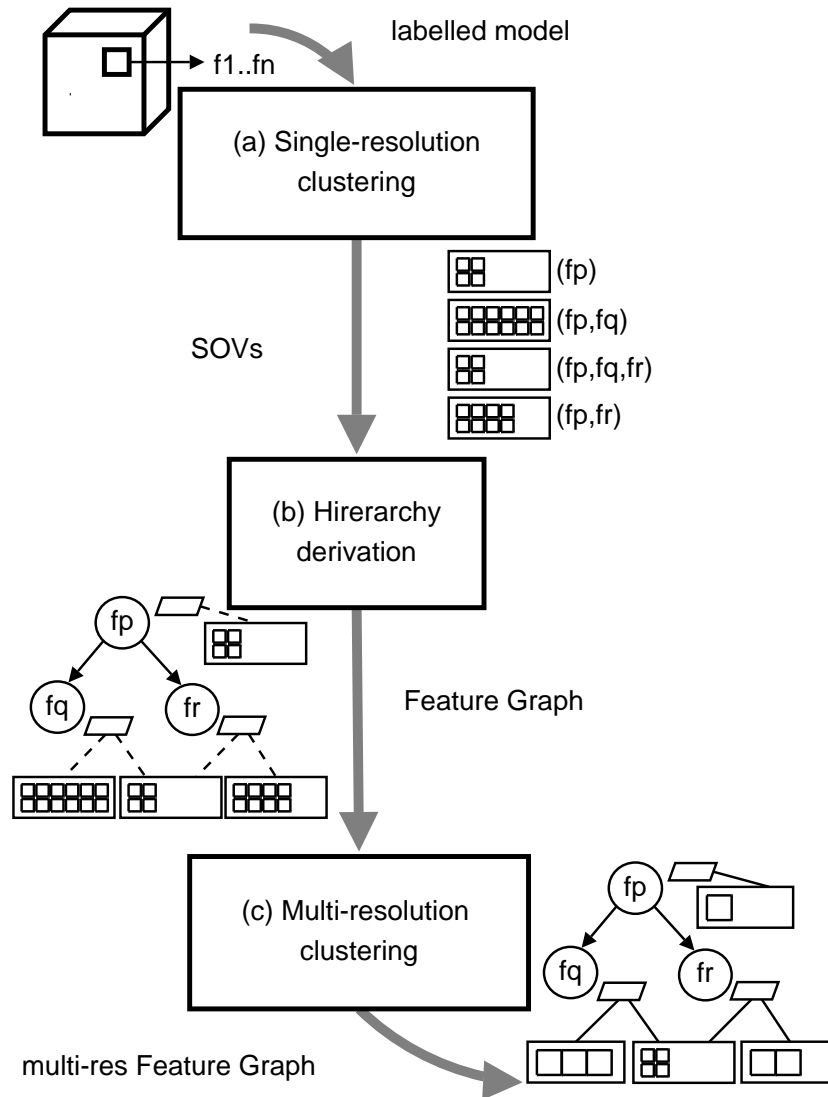 labelled model
f1..fn
(a) Single-resolution
clustering
(fp)
(fp,fq)
SOVs
(fp,fq,fr)
(fp,fr)
(b) Hirerarchy
derivation
fp
fq
fr
Feature Graph
(c) Multi-resolution
clustering
fp
fq
fr
multi-res Feature Graph